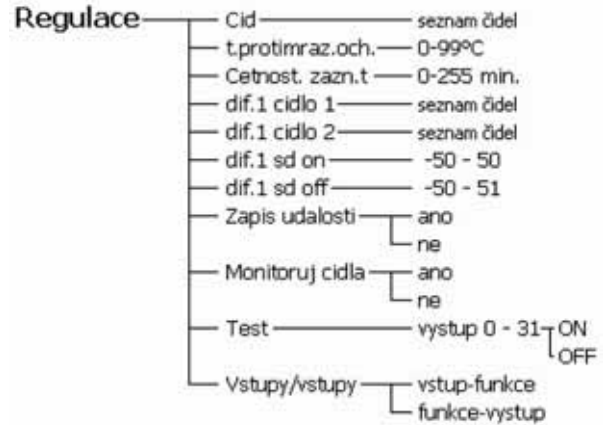 Regulace Cid seznam čidel
t.protimraz.och. 0-99ºC
Cetnost. zazn.t 0-255 min.
dif.1 cidlo 1 seznam čidel
dif.1 cidlo 2 seznam čidel
dif.1 sd on -50 - 50
dif.1 sd off -50 - 51
Zapis udalosti ano
ne
Monitoruj cidla ano
ne
Test vystup 0 - 31 ON
OFF
Vstupy/vstupy vstup-funkce
funkce-vystup